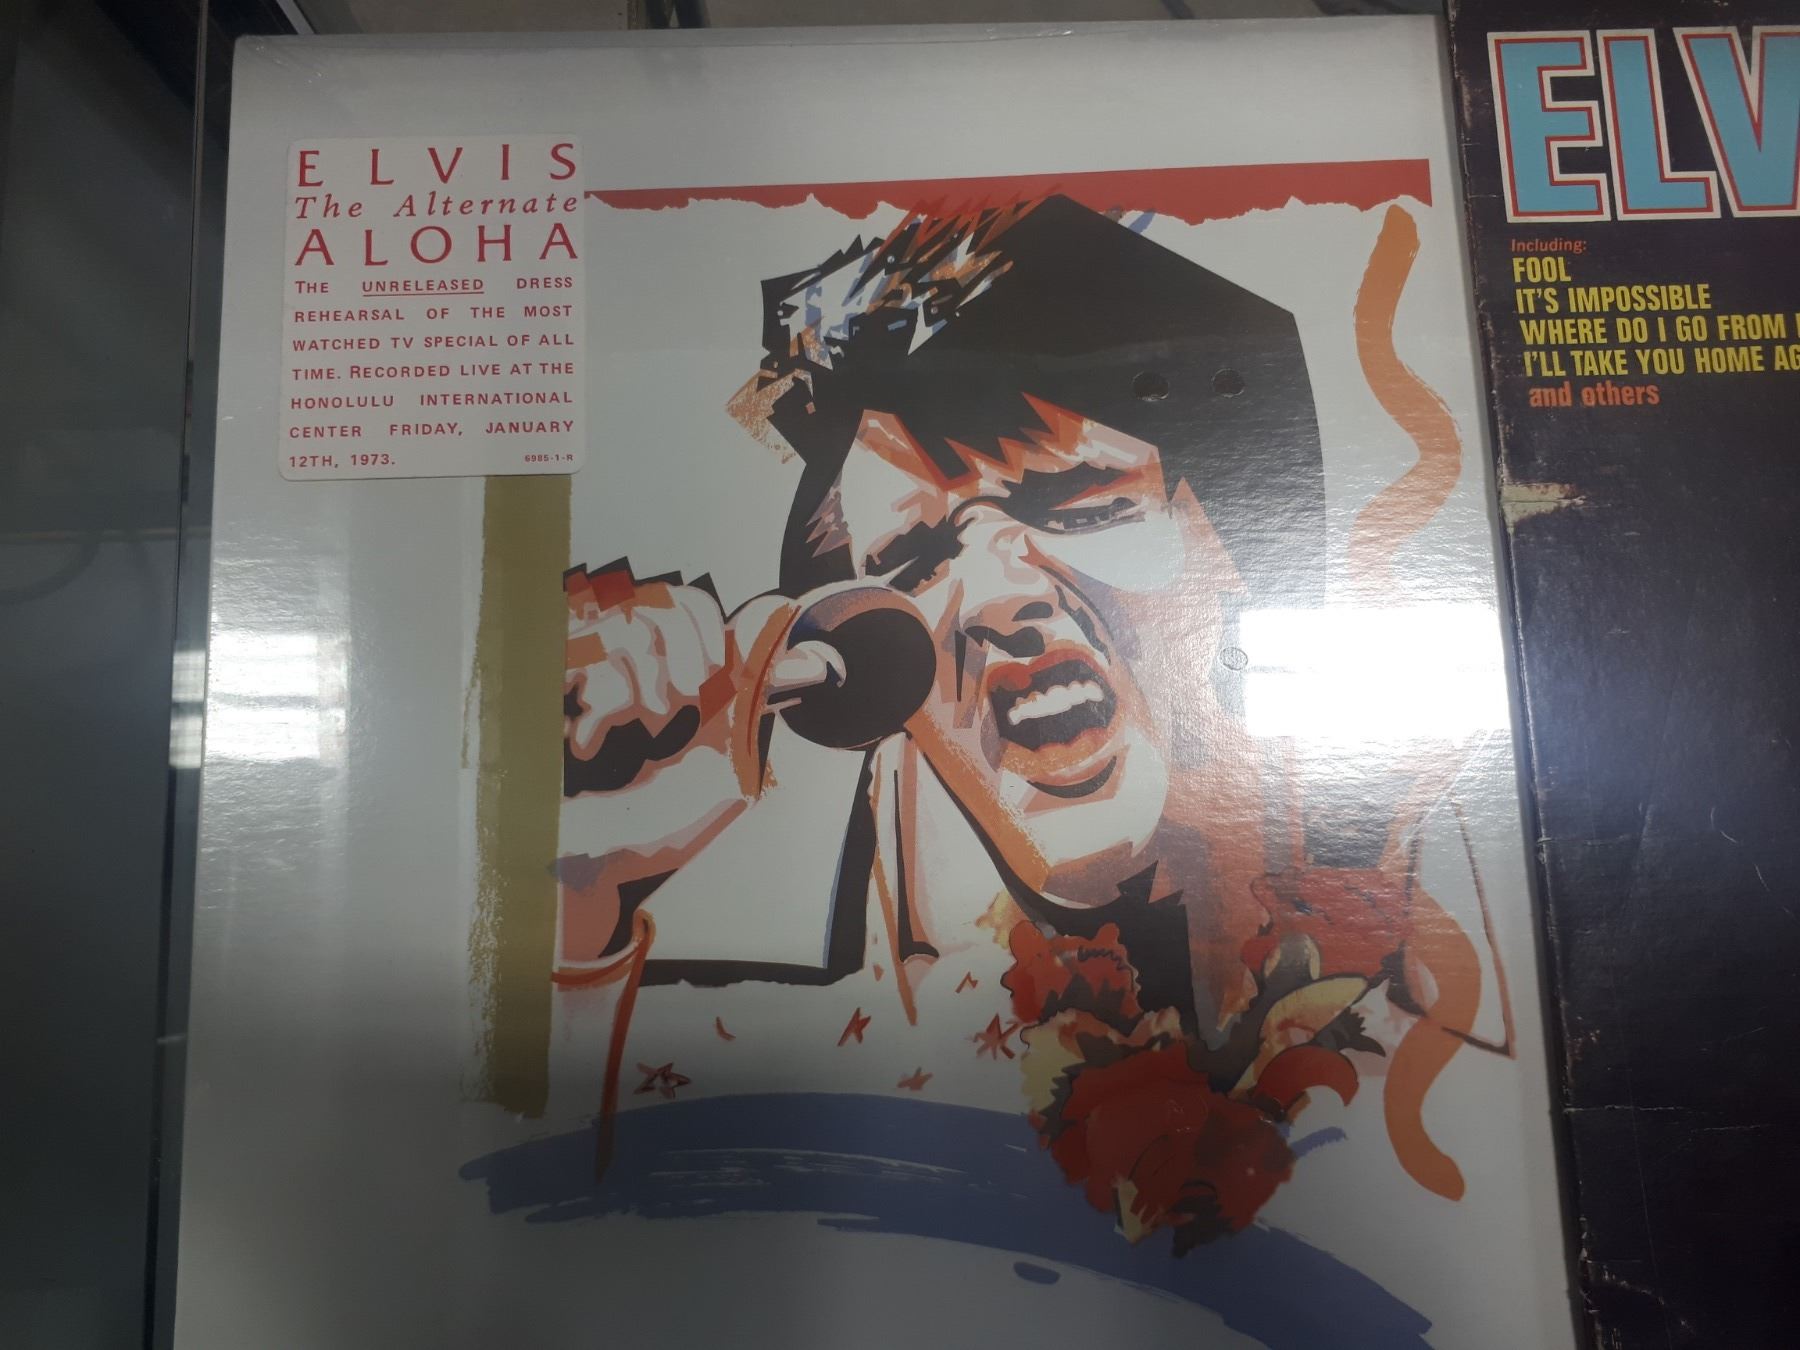 ELVIS
The Alternate
ALOHA
THE UNRELEASED DRESS
REHEARSAL OF THE MOST
WATCHED TV SPECIAL OF ALL
TIME. RECORDED LIVE AT THE
HONOLULU INTERNATIONAL
CENTER FRIDAY, JANUARY
12TH, 1973.
6985-1-R
ELV
Including:
FOOL
IT'S IMPOSSIBLE
WHERE DO I GO FROM
I'LL TAKE YOU HOME AG
and others